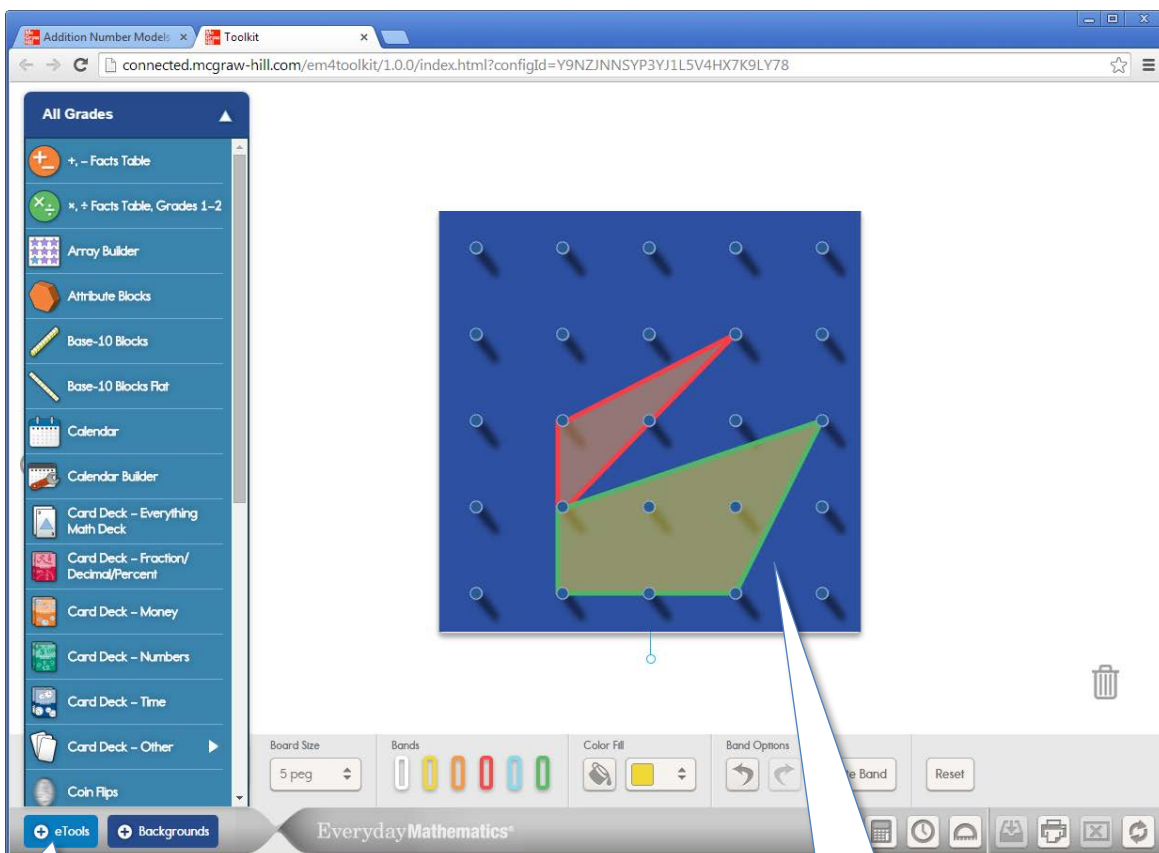 Addition Number Models
Toolkit
connected.mcgraw-hill.com/em4toolkit/1.0.0/index.html?configId=Y9NZJNNSYP3YJ1L5V4HX7K9LY78
All Grades
+, – Facts Table
×, ÷ Facts Table, Grades 1–2
Array Builder
Attribute Blocks
Base-10 Blocks
Base-10 Blocks Flat
Calendar
Calendar Builder
Card Deck – Everything
Math Deck
Card Deck – Fraction/
Decimal/Percent
Card Deck – Money
Card Deck – Numbers
Card Deck – Time
Card Deck – Other
Coin Flips
Board Size
Bands
Color Fill
Band Options
5 peg
Band
Reset
eTools
Backgrounds
Everyday Mathematics®